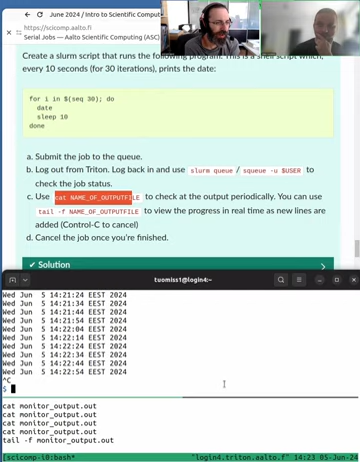 June 2024 / Intro to Scientific Comput
https://scicomp.aalto.fi
Serial Jobs — Aalto Scientific Computing (ASC)
Create a slurm script that runs the following program. This is a shell script which,
every 10 seconds (for 30 iterations), prints the date:
for i in $(seq 30); do
date
sleep 10
done
a. Submit the job to the queue.
b. Log out from Triton. Log back in and use slurm queue / squeue -u $USER to
check the job status.
c. Use cat NAME_OF_OUTPUTFILE to check at the output periodically. You can use
tail -f NAME_OF_OUTPUTFILE to view the progress in real time as new lines are
added (Control-C to cancel)
d. Cancel the job once you're finished.
✔ Solution
tuomiss1@login4:~
Wed Jun  5 14:21:24 EEST 2024
Wed Jun  5 14:21:34 EEST 2024
Wed Jun  5 14:21:44 EEST 2024
Wed Jun  5 14:21:54 EEST 2024
Wed Jun  5 14:22:04 EEST 2024
Wed Jun  5 14:22:14 EEST 2024
Wed Jun  5 14:22:24 EEST 2024
Wed Jun  5 14:22:34 EEST 2024
Wed Jun  5 14:22:44 EEST 2024
Wed Jun  5 14:22:54 EEST 2024
^C
$
cat monitor_output.out
cat monitor_output.out
cat monitor_output.out
cat monitor_output.out
tail -f monitor_output.out
[scicomp-i0:bash* "login4.triton.aalto.f" 14:23 05-Jun-24